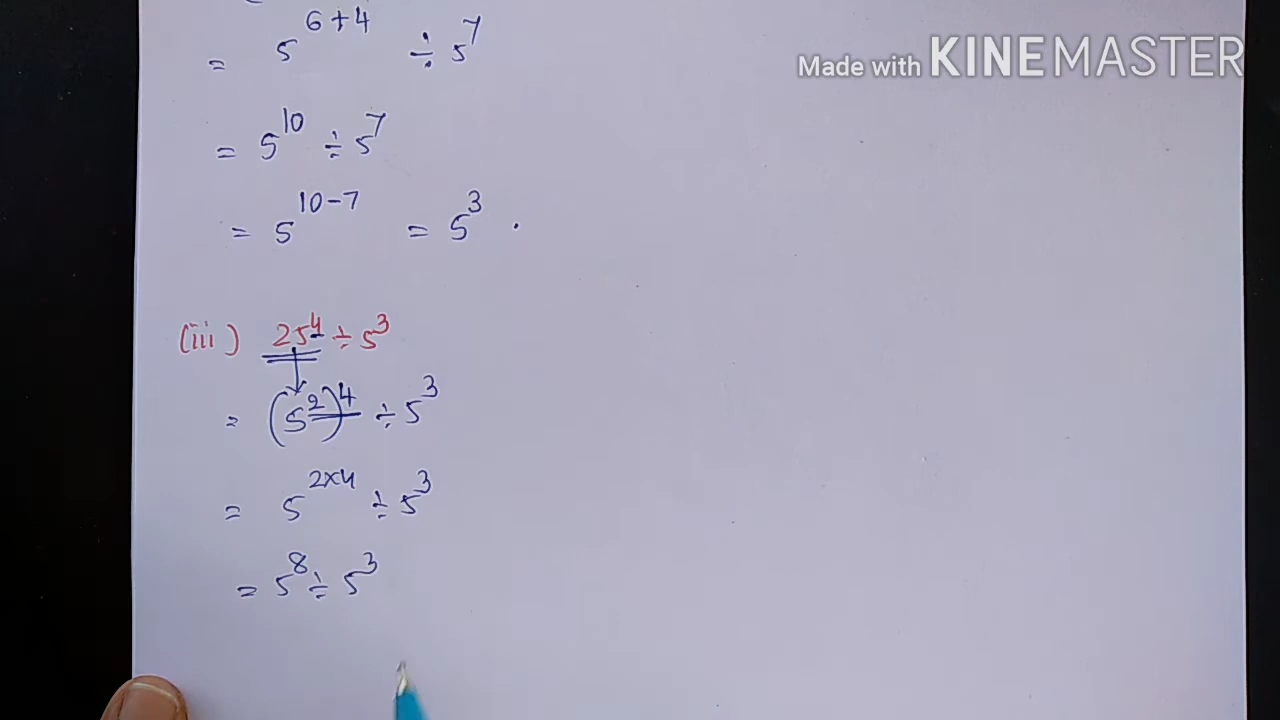 = 5^{6+4} ÷ 5^7
Made with KINEMASTER
= 5^{10} ÷ 5^7
= 5^{10-7} = 5^3 .
(iii) 25^4 ÷ 5^3
= (5^2)^4 ÷ 5^3
= 5^{2×4} ÷ 5^3
= 5^8 ÷ 5^3